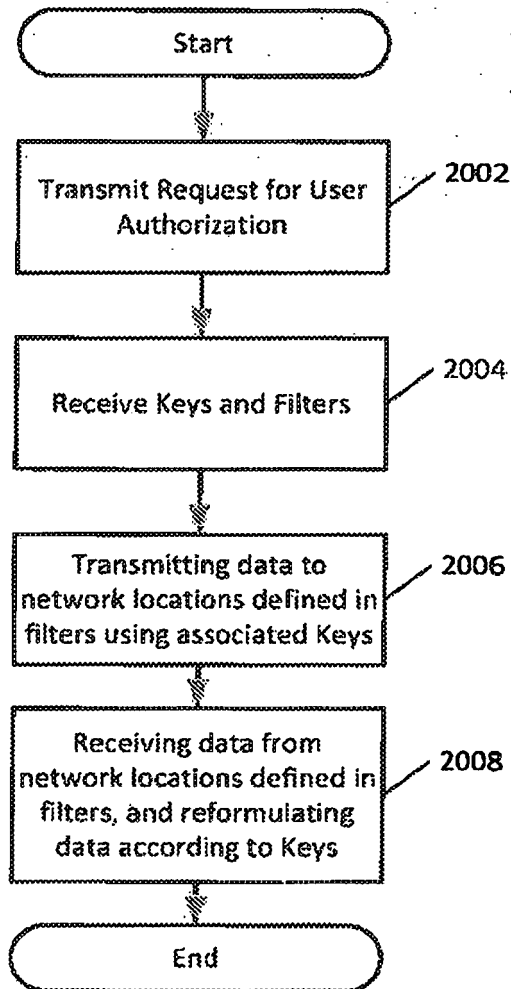 Start
Transmit Request for User
Authorization
2002
Receive Keys and Filters
2004
Transmitting data to
network locations defined in
filters using associated Keys
2006
Receiving data from
network locations defined in
filters, and reformulating
data according to Keys
2008
End